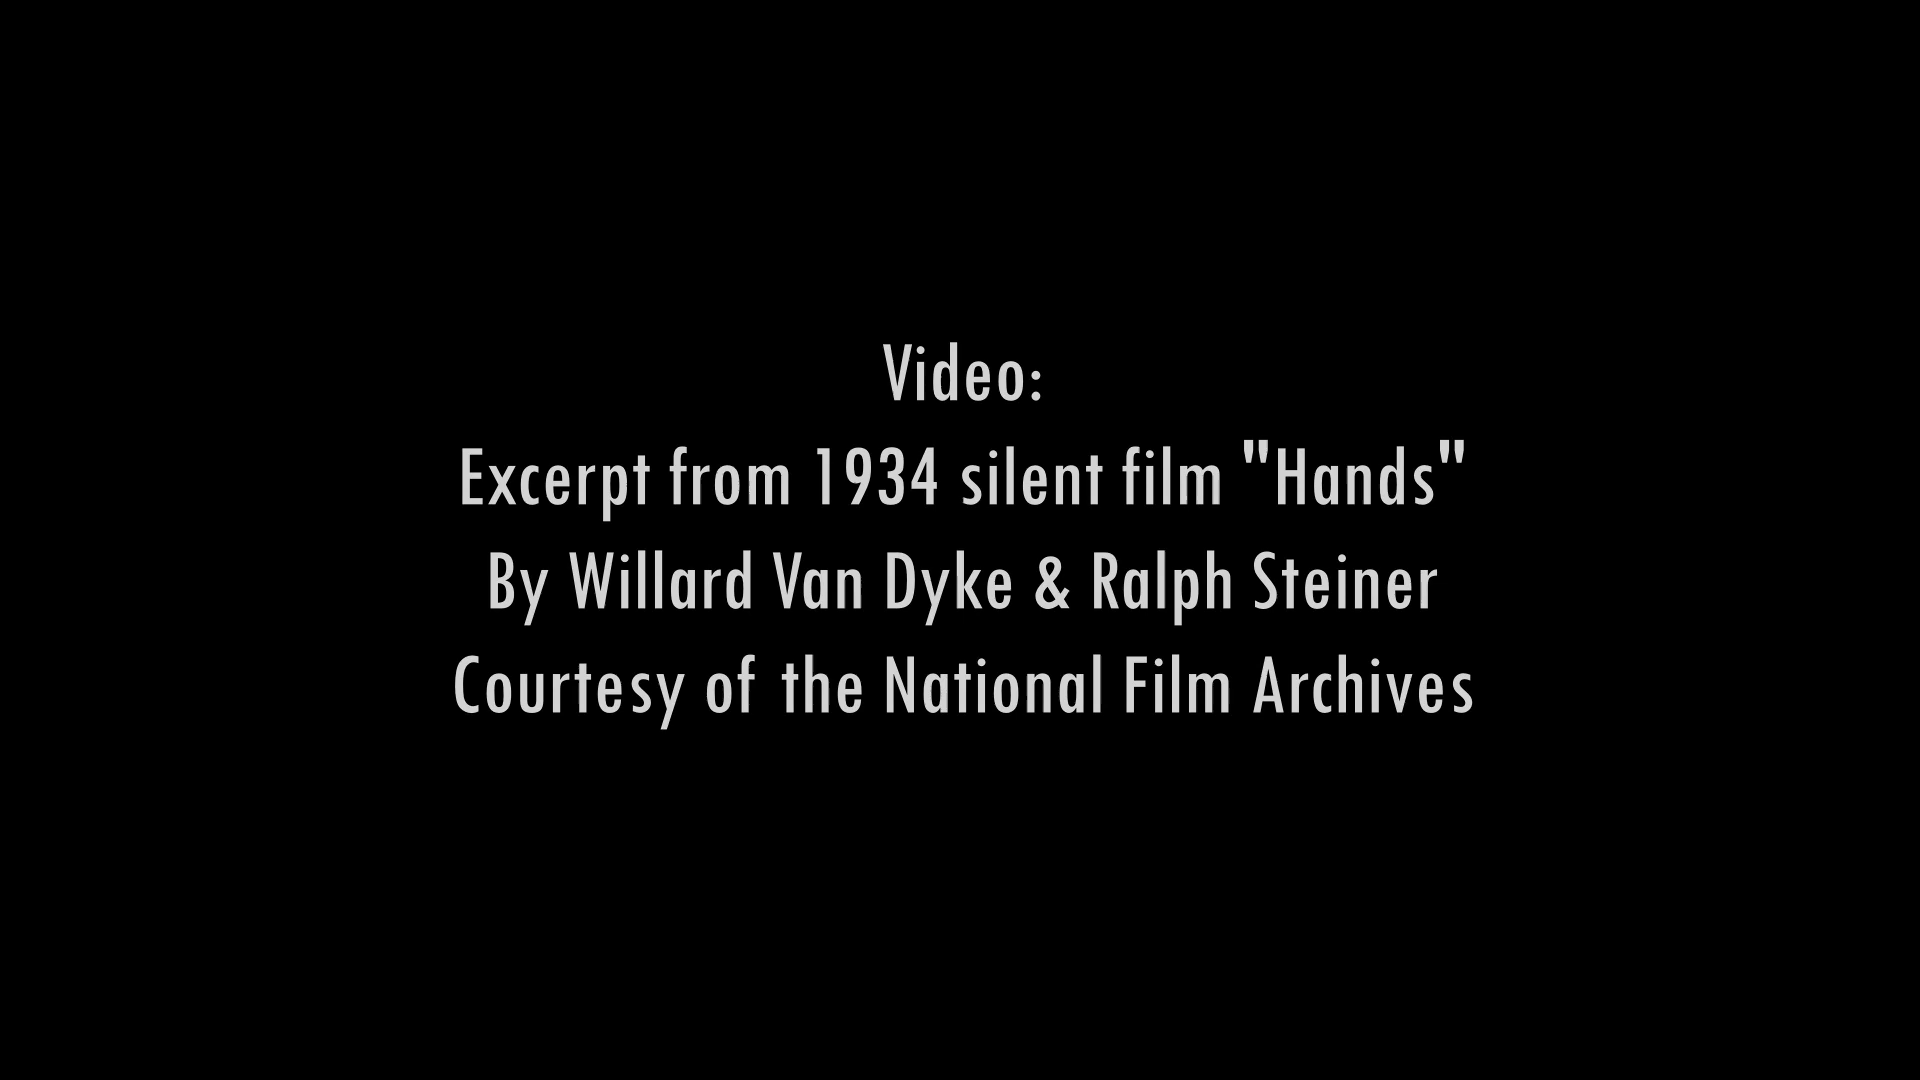 Video:
Excerpt from 1934 silent film "Hands"
By Willard Van Dyke & Ralph Steiner
Courtesy of the National Film Archives